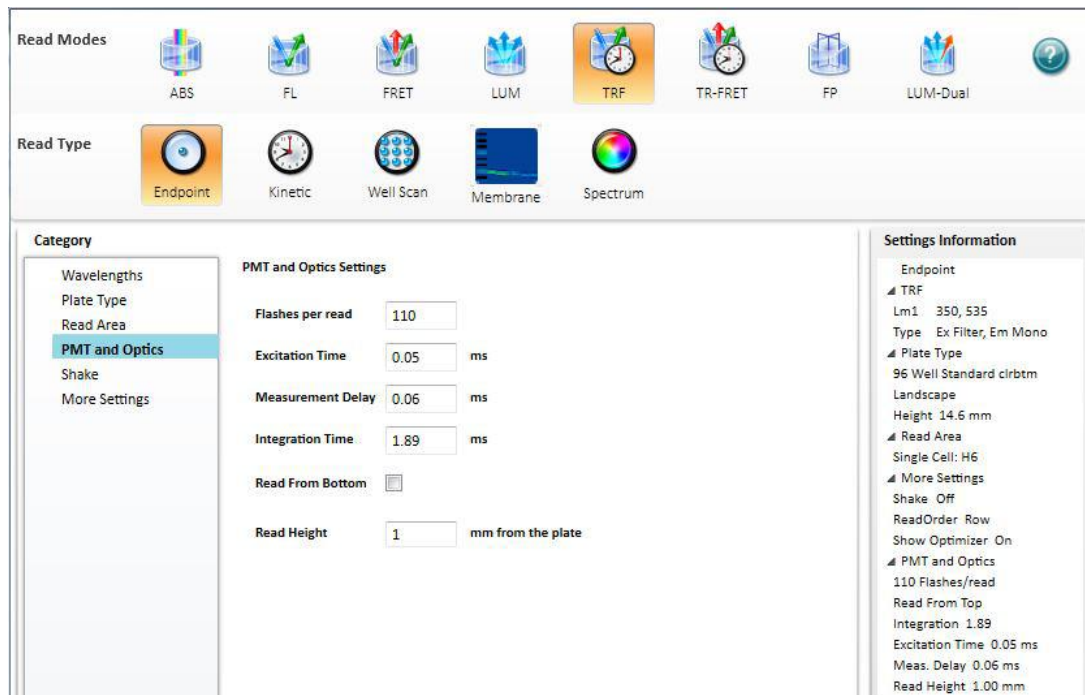 Read Modes
ABS
FL
FRET
LUM
TRF
TR-FRET
FP
LUM-Dual
?
Read Type
Endpoint
Kinetic
Well Scan
Membrane
Spectrum
Category
Wavelengths
Plate Type
Read Area
PMT and Optics
Shake
More Settings
PMT and Optics Settings
Flashes per read 110
Excitation Time 0.05 ms
Measurement Delay 0.06 ms
Integration Time 1.89 ms
Read From Bottom
Read Height 1 mm from the plate
Settings Information
Endpoint
TRF
Lm1 350, 535
Type Ex Filter, Em Mono
Plate Type
96 Well Standard clrbtm
Landscape
Height 14.6 mm
Read Area
Single Cell: H6
More Settings
Shake Off
ReadOrder Row
Show Optimizer On
PMT and Optics
110 Flashes/read
Read From Top
Integration 1.89
Excitation Time 0.05 ms
Meas. Delay 0.06 ms
Read Height 1.00 mm